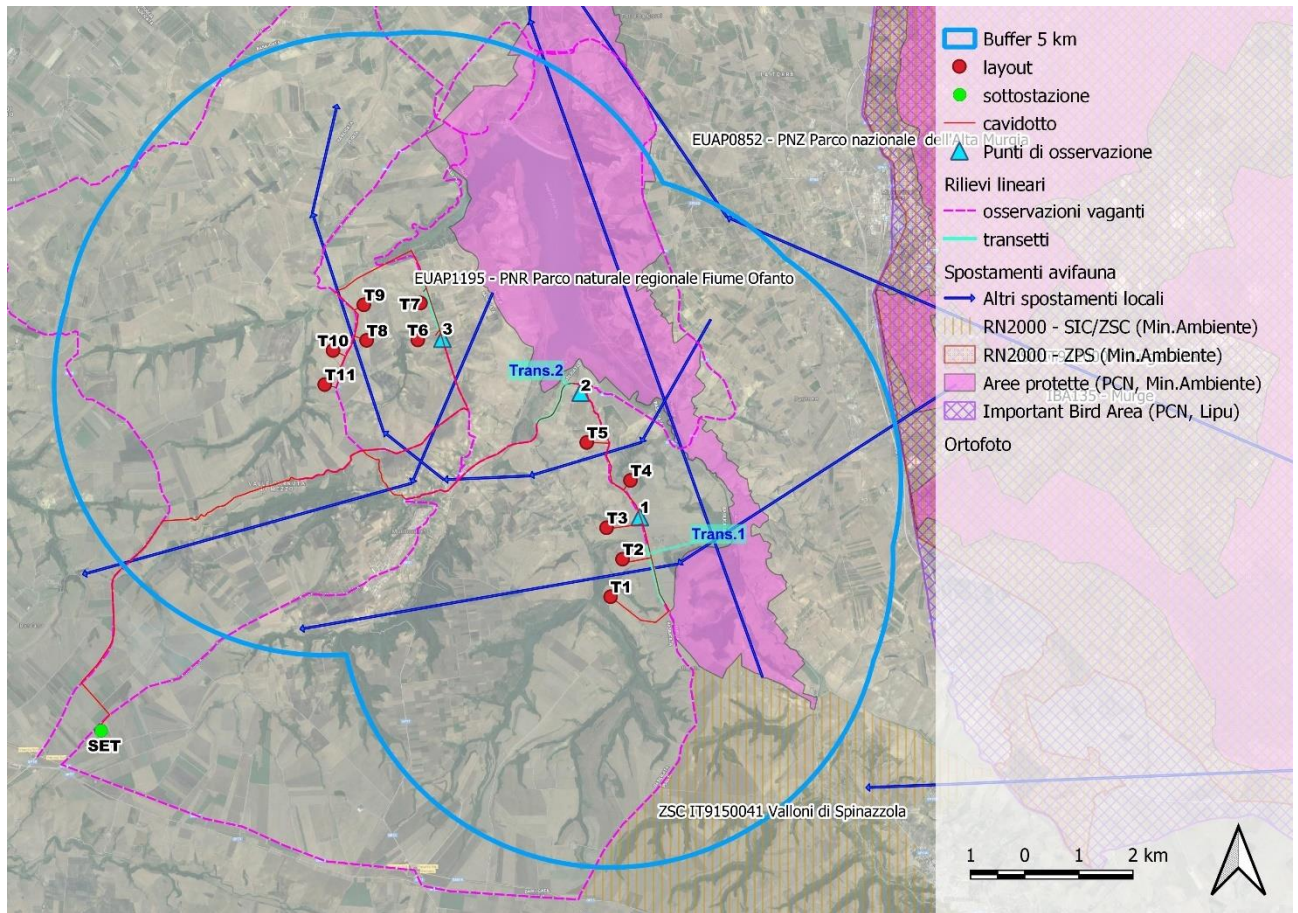 Buffer 5 km
layout
sottostazione
cavidotto
EUAP0852 - PNZ Parco nazionale dell'Alta Murgia
Punti di osservazione
Rilievi lineari
osservazioni vaganti
transetti
Spostamenti avifauna
EUAP1195 - PNR Parco naturale regionale Fiume Ofanto
Altri spostamenti locali
RN2000 - SIC/ZSC (Min.Ambiente)
RN2000 - ZPS (Min.Ambiente)
Aree protette (PCN, Min.Ambiente)
IBA135 - Murge
Important Bird Area (PCN, Lipu)
Ortofoto
T9
T7
T10
T8
T6
3
T11
Trans.2
2
T5
T4
1
T3
Trans.1
T2
T1
SET
ZSC IT9150041 Valloni di Spinazzola
1 0 1 2 km